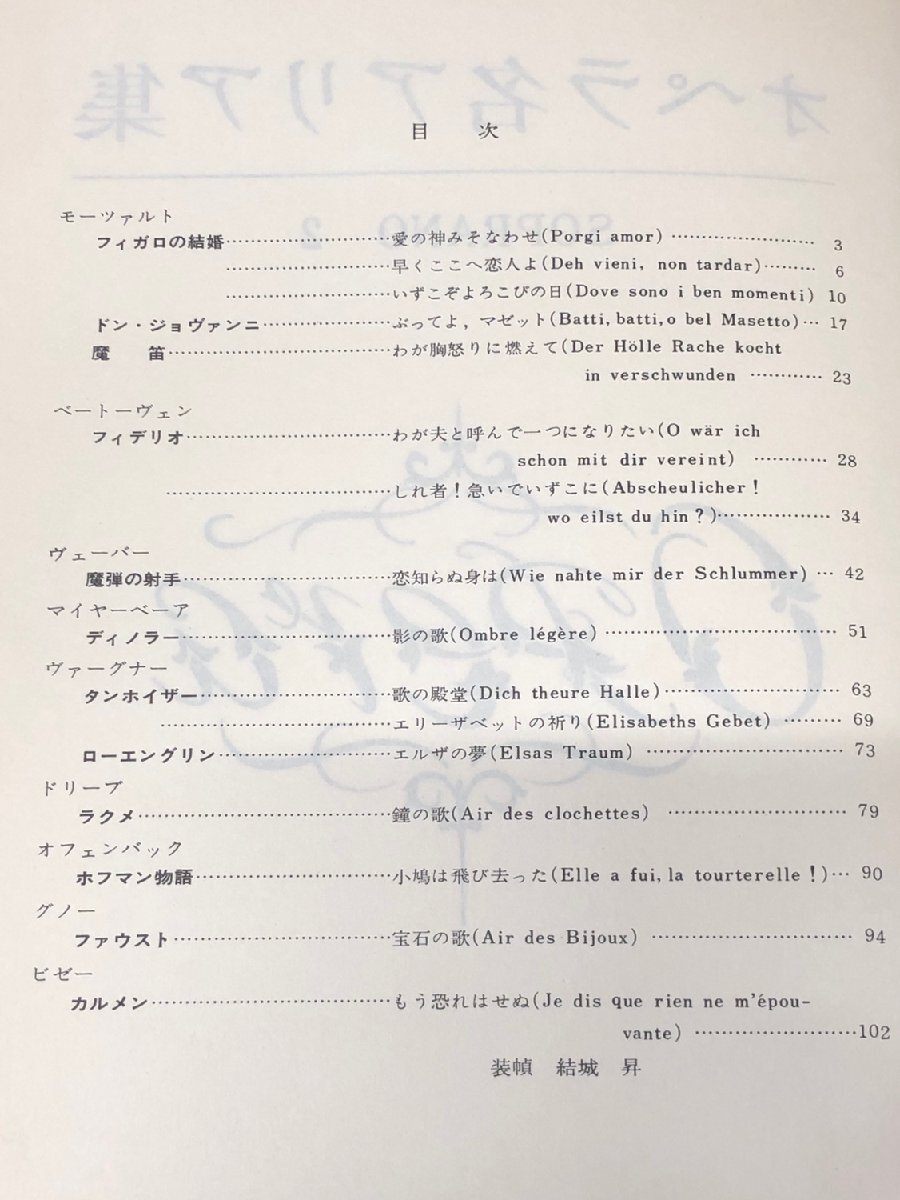 オペラ名アリア集
目次
SOPRANO 2
モーツァルト
フィガロの結婚……………………愛の神みそなわせ(Porgi amor) ……………… 3
……………………早くここへ恋人よ(Deh vieni, non tardar)……… 6
……………………いずこぞよろこびの日(Dove sono i ben momenti) 10
ドン・ジョヴァンニ………………ぶってよ, マゼット(Batti, batti, o bel Masetto)… 17
魔笛……………………わが胸怒りに燃えて(Der Hölle Rache kocht
in verschwunden ………… 23
ベートーヴェン
フィデリオ……………………わが夫と呼んで一つになりたい(O wär ich
schon mit dir vereint) ………… 28
……………………しれ者！急いでいずこに(Abscheulicher!
wo eilst du hin?)……………… 34
ヴェーバー
魔弾の射手……………………恋知らぬ身は(Wie nahte mir der Schlummer) … 42
マイヤーベーア
ディノラー……………………影の歌(Ombre légère) …………………… 51
ヴァーグナー
タンホイザー……………………歌の殿堂(Dich theure Halle)……………… 63
……………………エリーザベットの祈り(Elisabeths Gebet) ……… 69
ローエングリン……………………エルザの夢(Elsas Traum) ………………… 73
ドリーブ
ラクメ……………………鐘の歌(Air des clochettes) ……………… 79
オフェンバック
ホフマン物語……………………小鳩は飛び去った(Elle a fui, la tourterelle!)… 90
グノー
ファウスト……………………宝石の歌(Air des Bijoux) ………………… 94
ビゼー
カルメン……………………もう恐れはせぬ(Je dis que rien ne m'épou-
vante) ………………102
装幀 結城 昇